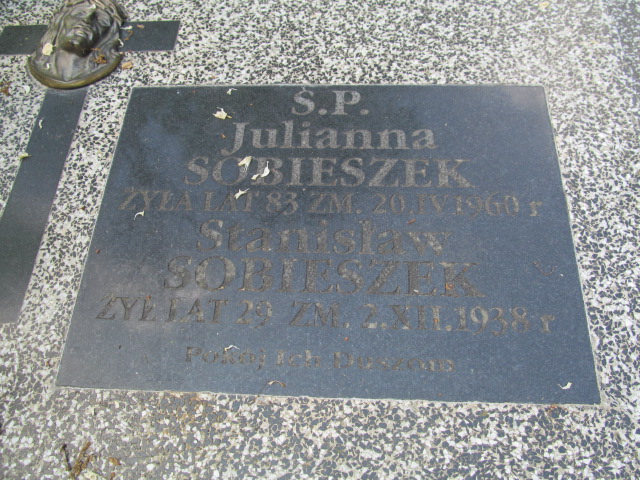 Ś.P.
Julianna
SOBIESZEK
ŻYŁA LAT 83 ZM. 20.IV.1960 r
Stanisław
SOBIESZEK
ŻYŁ LAT 29 ZM. 2.XII.1938 r
Pokój Ich Duszom